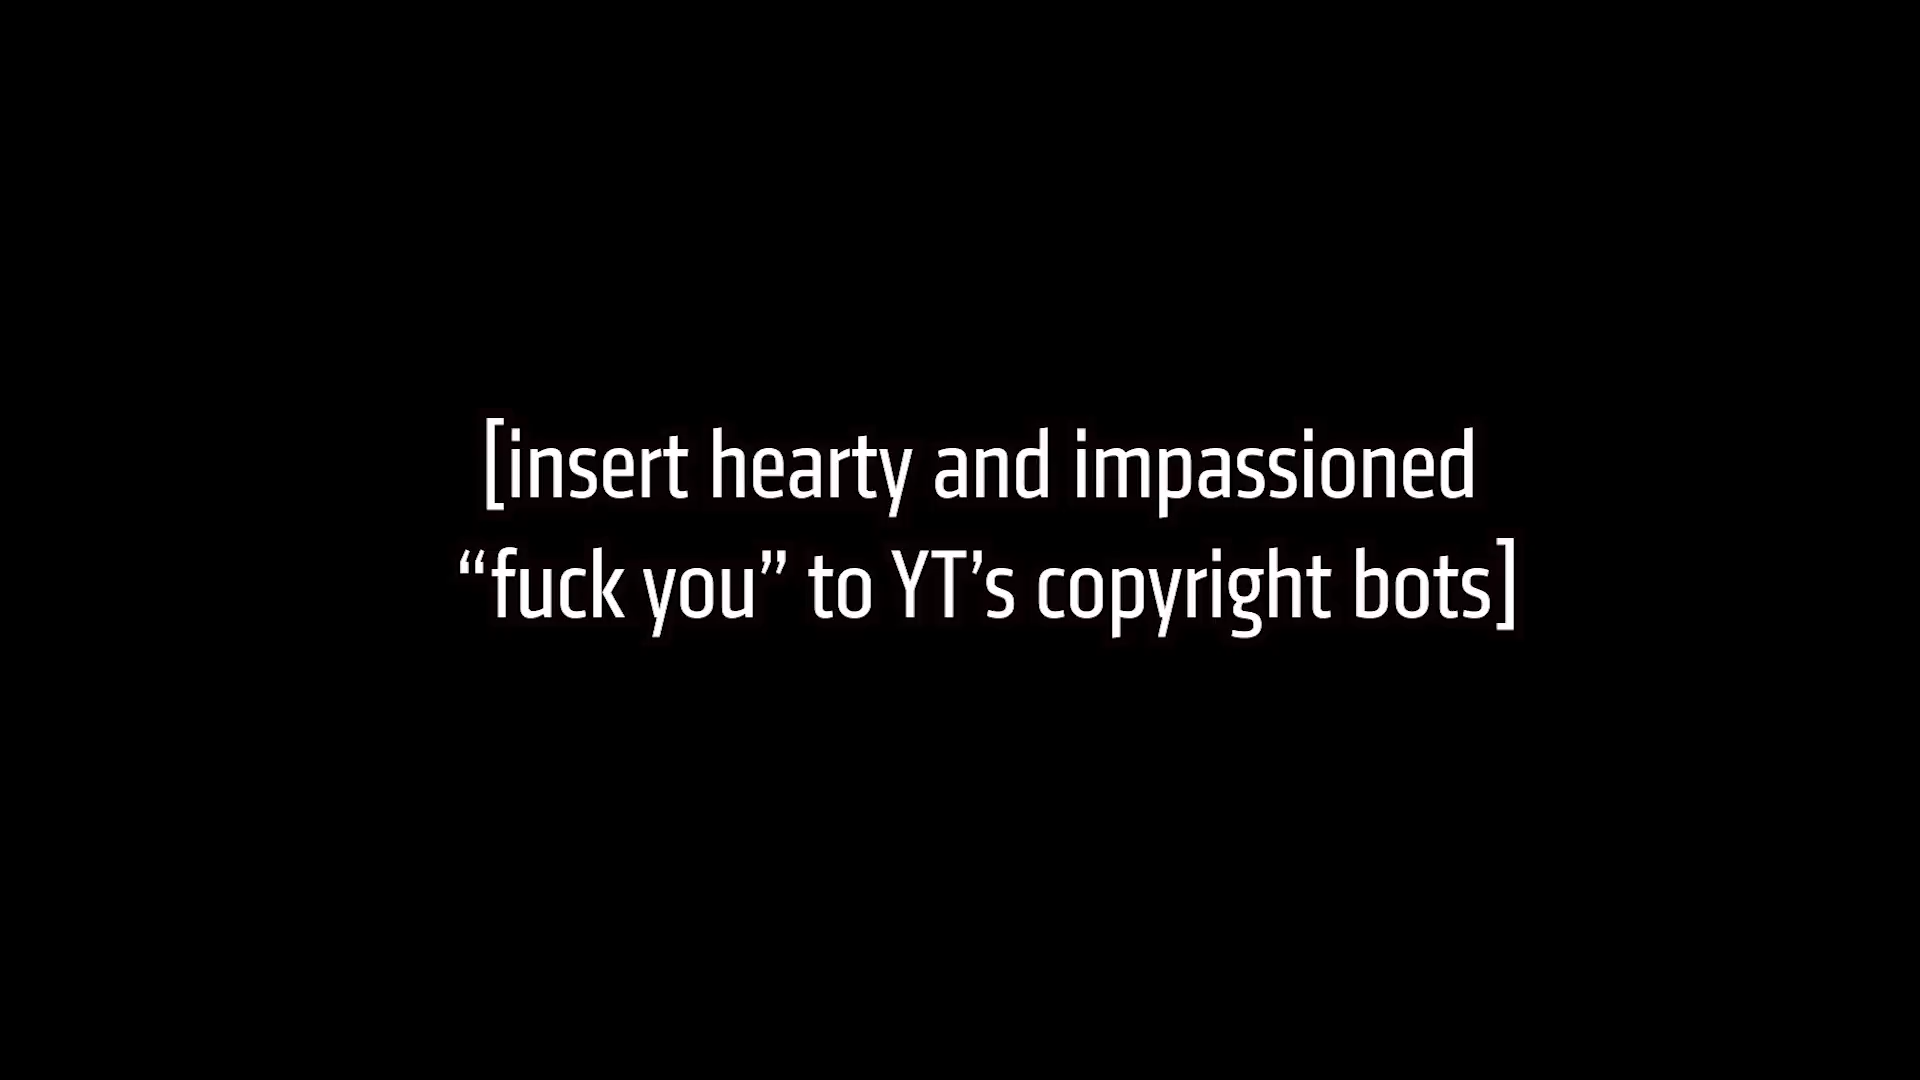 [insert hearty and impassioned
“fuck you” to YT’s copyright bots]